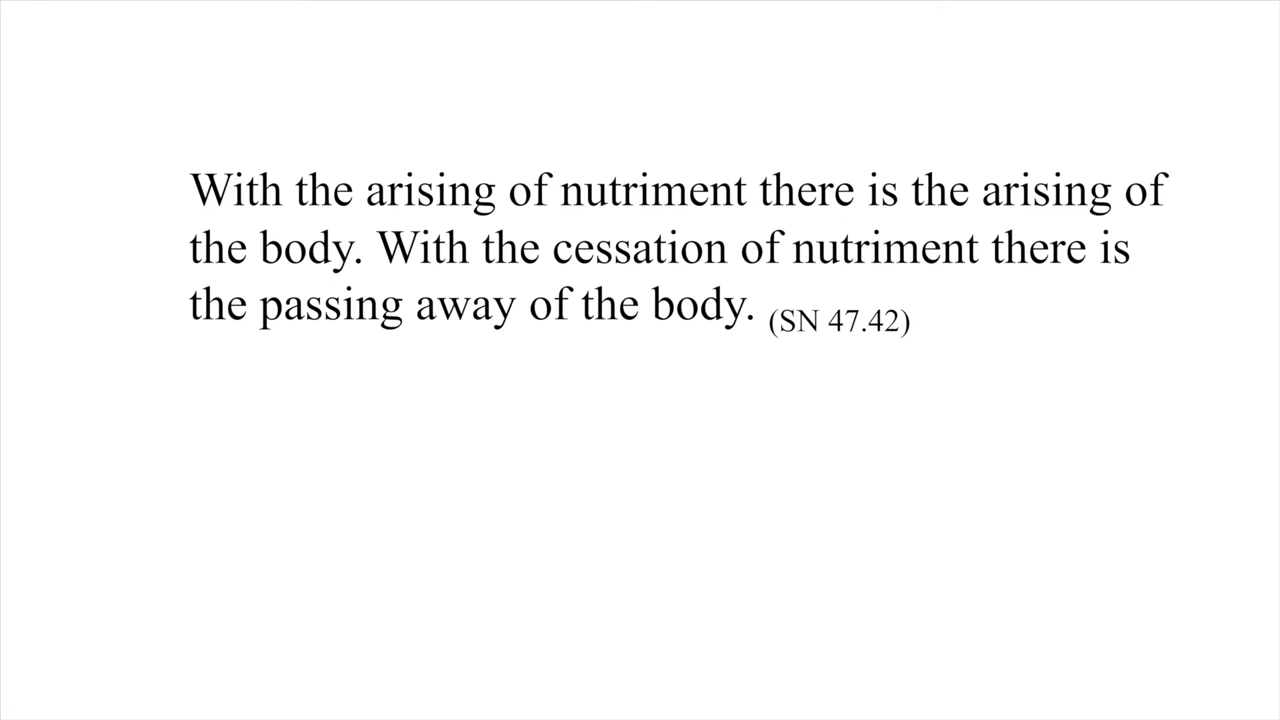 With the arising of nutriment there is the arising of
the body. With the cessation of nutriment there is
the passing away of the body. (SN 47.42)